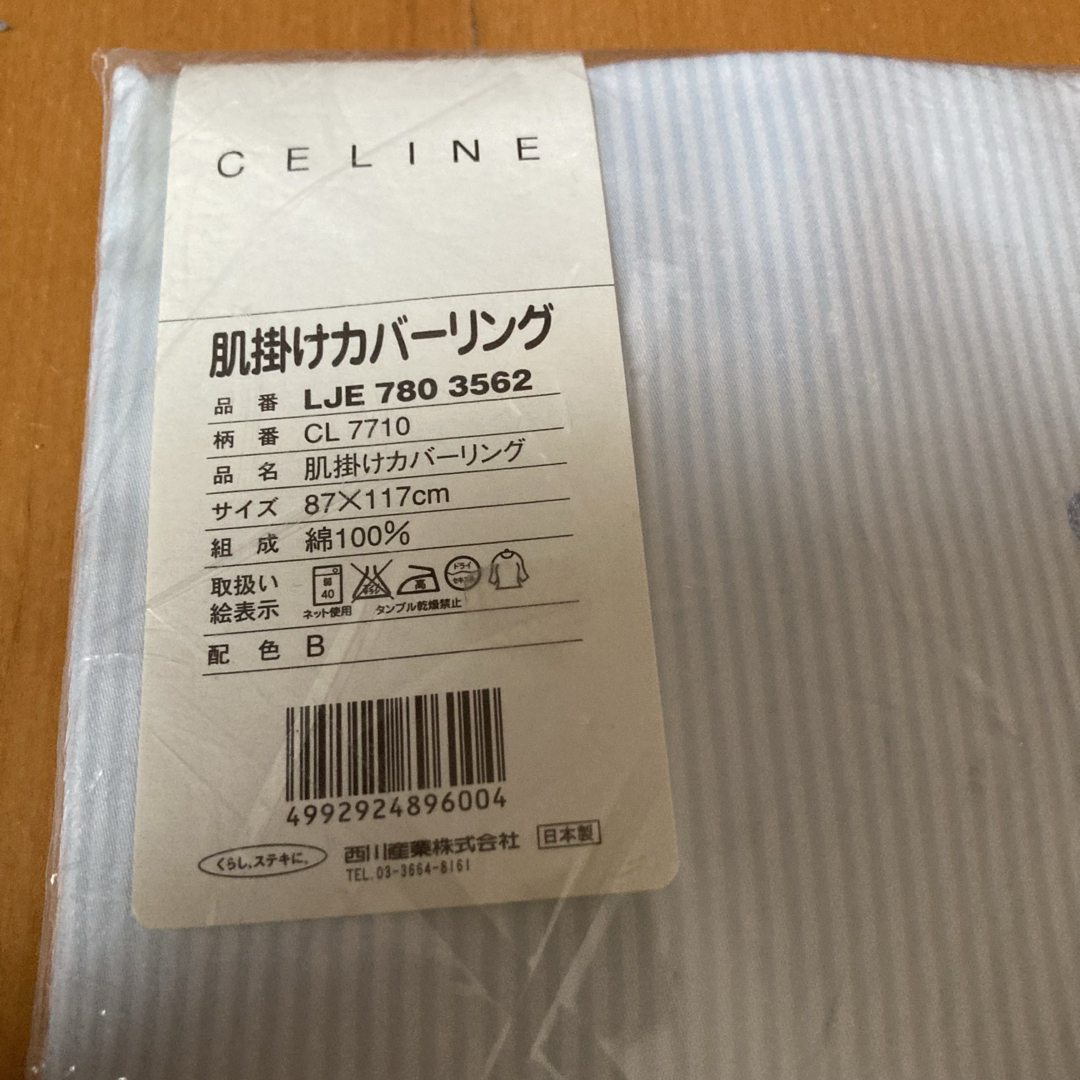 CELINE
肌掛けカバーリング
品番 LJE 780 3562
柄番 CL 7710
品名 肌掛けカバーリング
サイズ 87×117cm
組成 綿100%
取扱い
絵表示
弱 40 高 ドライ
ネット使用 タンブル乾燥禁止
配色 B
4992924896004
くらし、ステキに。 西川産業株式会社 日本製
TEL.03-3664-8161